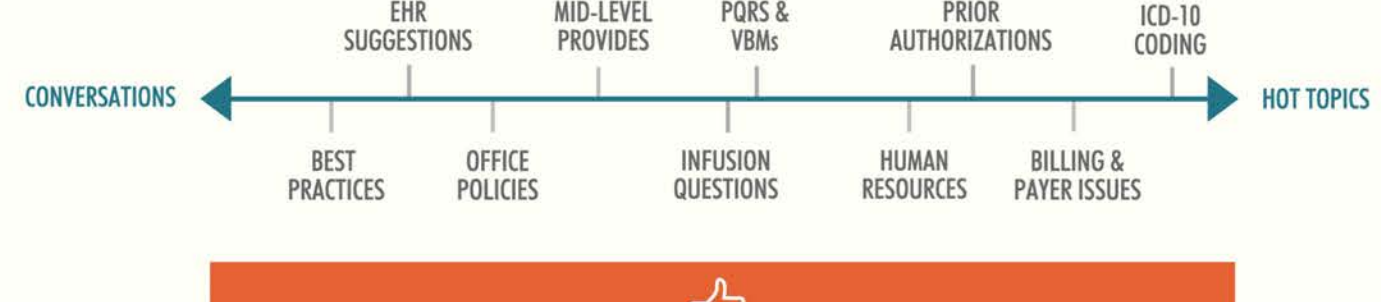 EHR
SUGGESTIONS
MID-LEVEL
PROVIDES
PQRS &
VBMs
PRIOR
AUTHORIZATIONS
ICD-10
CODING
CONVERSATIONS
HOT TOPICS
BEST
PRACTICES
OFFICE
POLICIES
INFUSION
QUESTIONS
HUMAN
RESOURCES
BILLING &
PAYER ISSUES